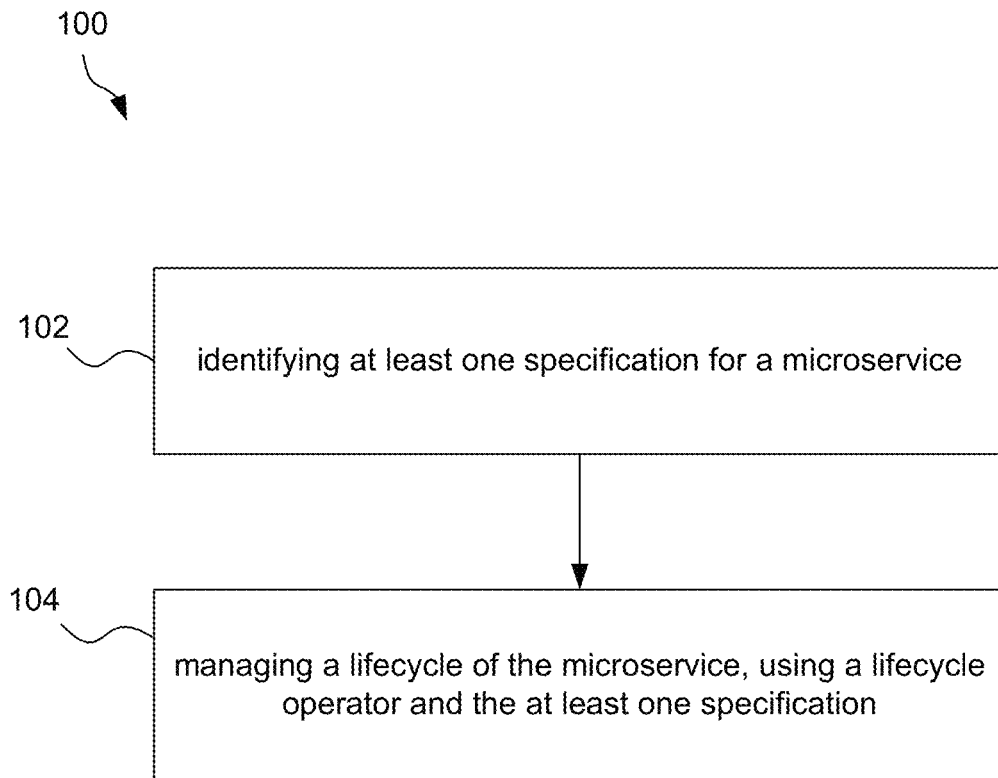 100
102
identifying at least one specification for a microservice
104
managing a lifecycle of the microservice, using a lifecycle
operator and the at least one specification